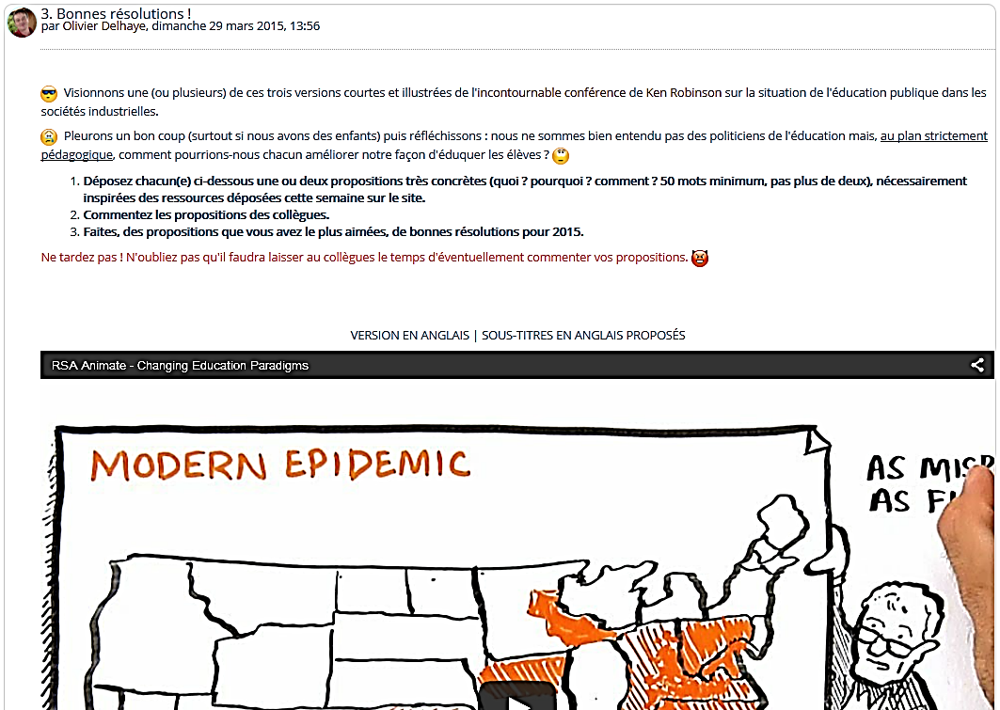 3. Bonnes résolutions !
par Olivier Delhaye, dimanche 29 mars 2015, 13:56
Visionnons une (ou plusieurs) de ces trois versions courtes et illustrées de l'incontournable conférence de Ken Robinson sur la situation de l'éducation publique dans les
sociétés industrielles.
Pleurons un bon coup (surtout si nous avons des enfants) puis réfléchissons : nous ne sommes bien entendu pas des politiciens de l'éducation mais, au plan strictement
pédagogique, comment pourrions-nous chacun améliorer notre façon d'éduquer les élèves ?
1. Déposez chacun(e) ci-dessous une ou deux propositions très concrètes (quoi ? pourquoi ? comment ? 50 mots minimum, pas plus de deux), nécessairement
inspirées des ressources déposées cette semaine sur le site.
2. Commentez les propositions des collègues.
3. Faites, des propositions que vous avez le plus aimées, de bonnes résolutions pour 2015.
Ne tardez pas ! N'oubliez pas qu'il faudra laisser au collègues le temps d'éventuellement commenter vos propositions.
VERSION EN ANGLAIS | SOUS-TITRES EN ANGLAIS PROPOSÉS
RSA Animate - Changing Education Paradigms
MODERN EPIDEMIC
AS
AS